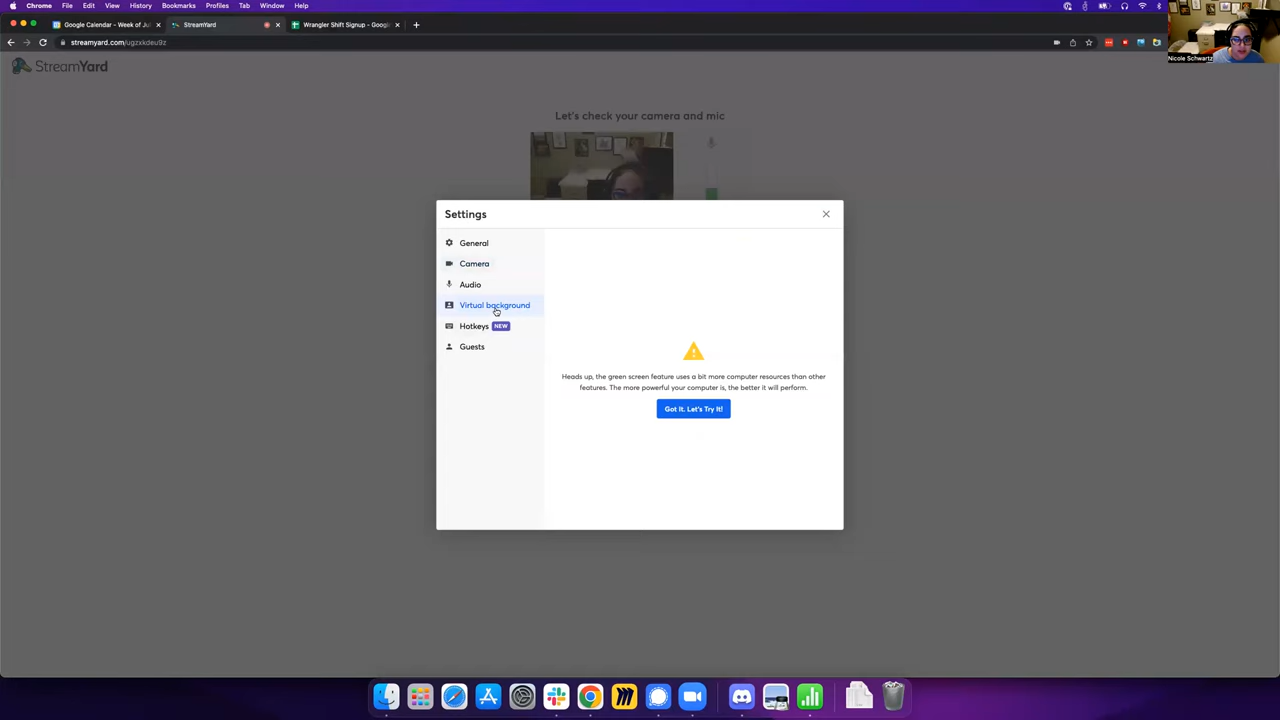 Chrome File Edit View History Bookmarks Profiles Tab Window Help
Google Calendar - Week of Ju
StreamYard
Wrangler Shift Signup - Googl
streamyard.com/ugzxkdeu9z
StreamYard
Nicole Schwartz
Let's check your camera and mic
Settings
General
Camera
Audio
Virtual background
Hotkeys NEW
Guests
Heads up, the green screen feature uses a bit more computer resources than other
features. The more powerful your computer is, the better it will perform.
Got It. Let's Try It!